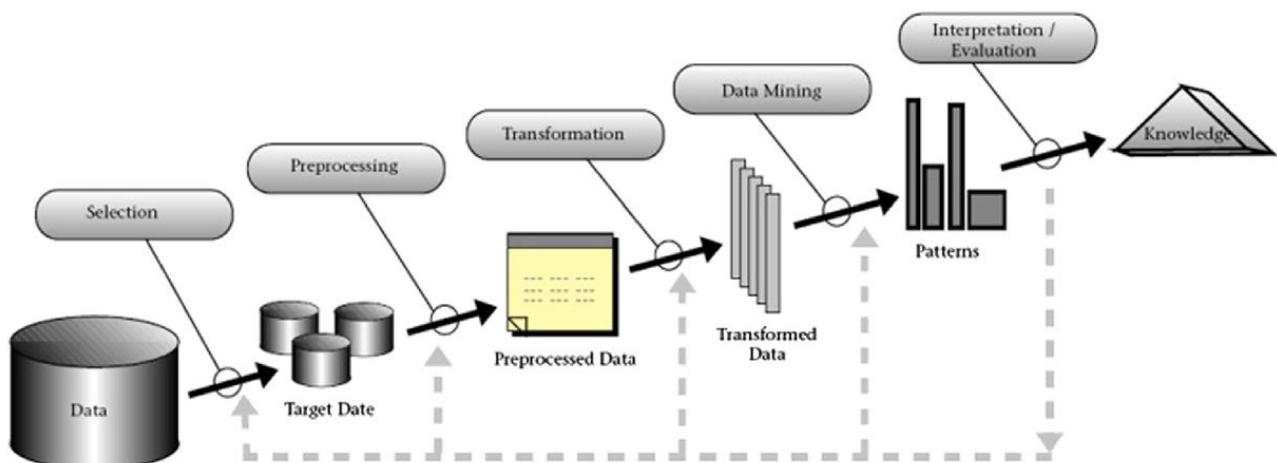 Interpretation /
Evaluation
Data Mining
Transformation
Preprocessing
Selection
Data
Target Date
Preprocessed Data
Transformed
Data
Patterns
Knowledge